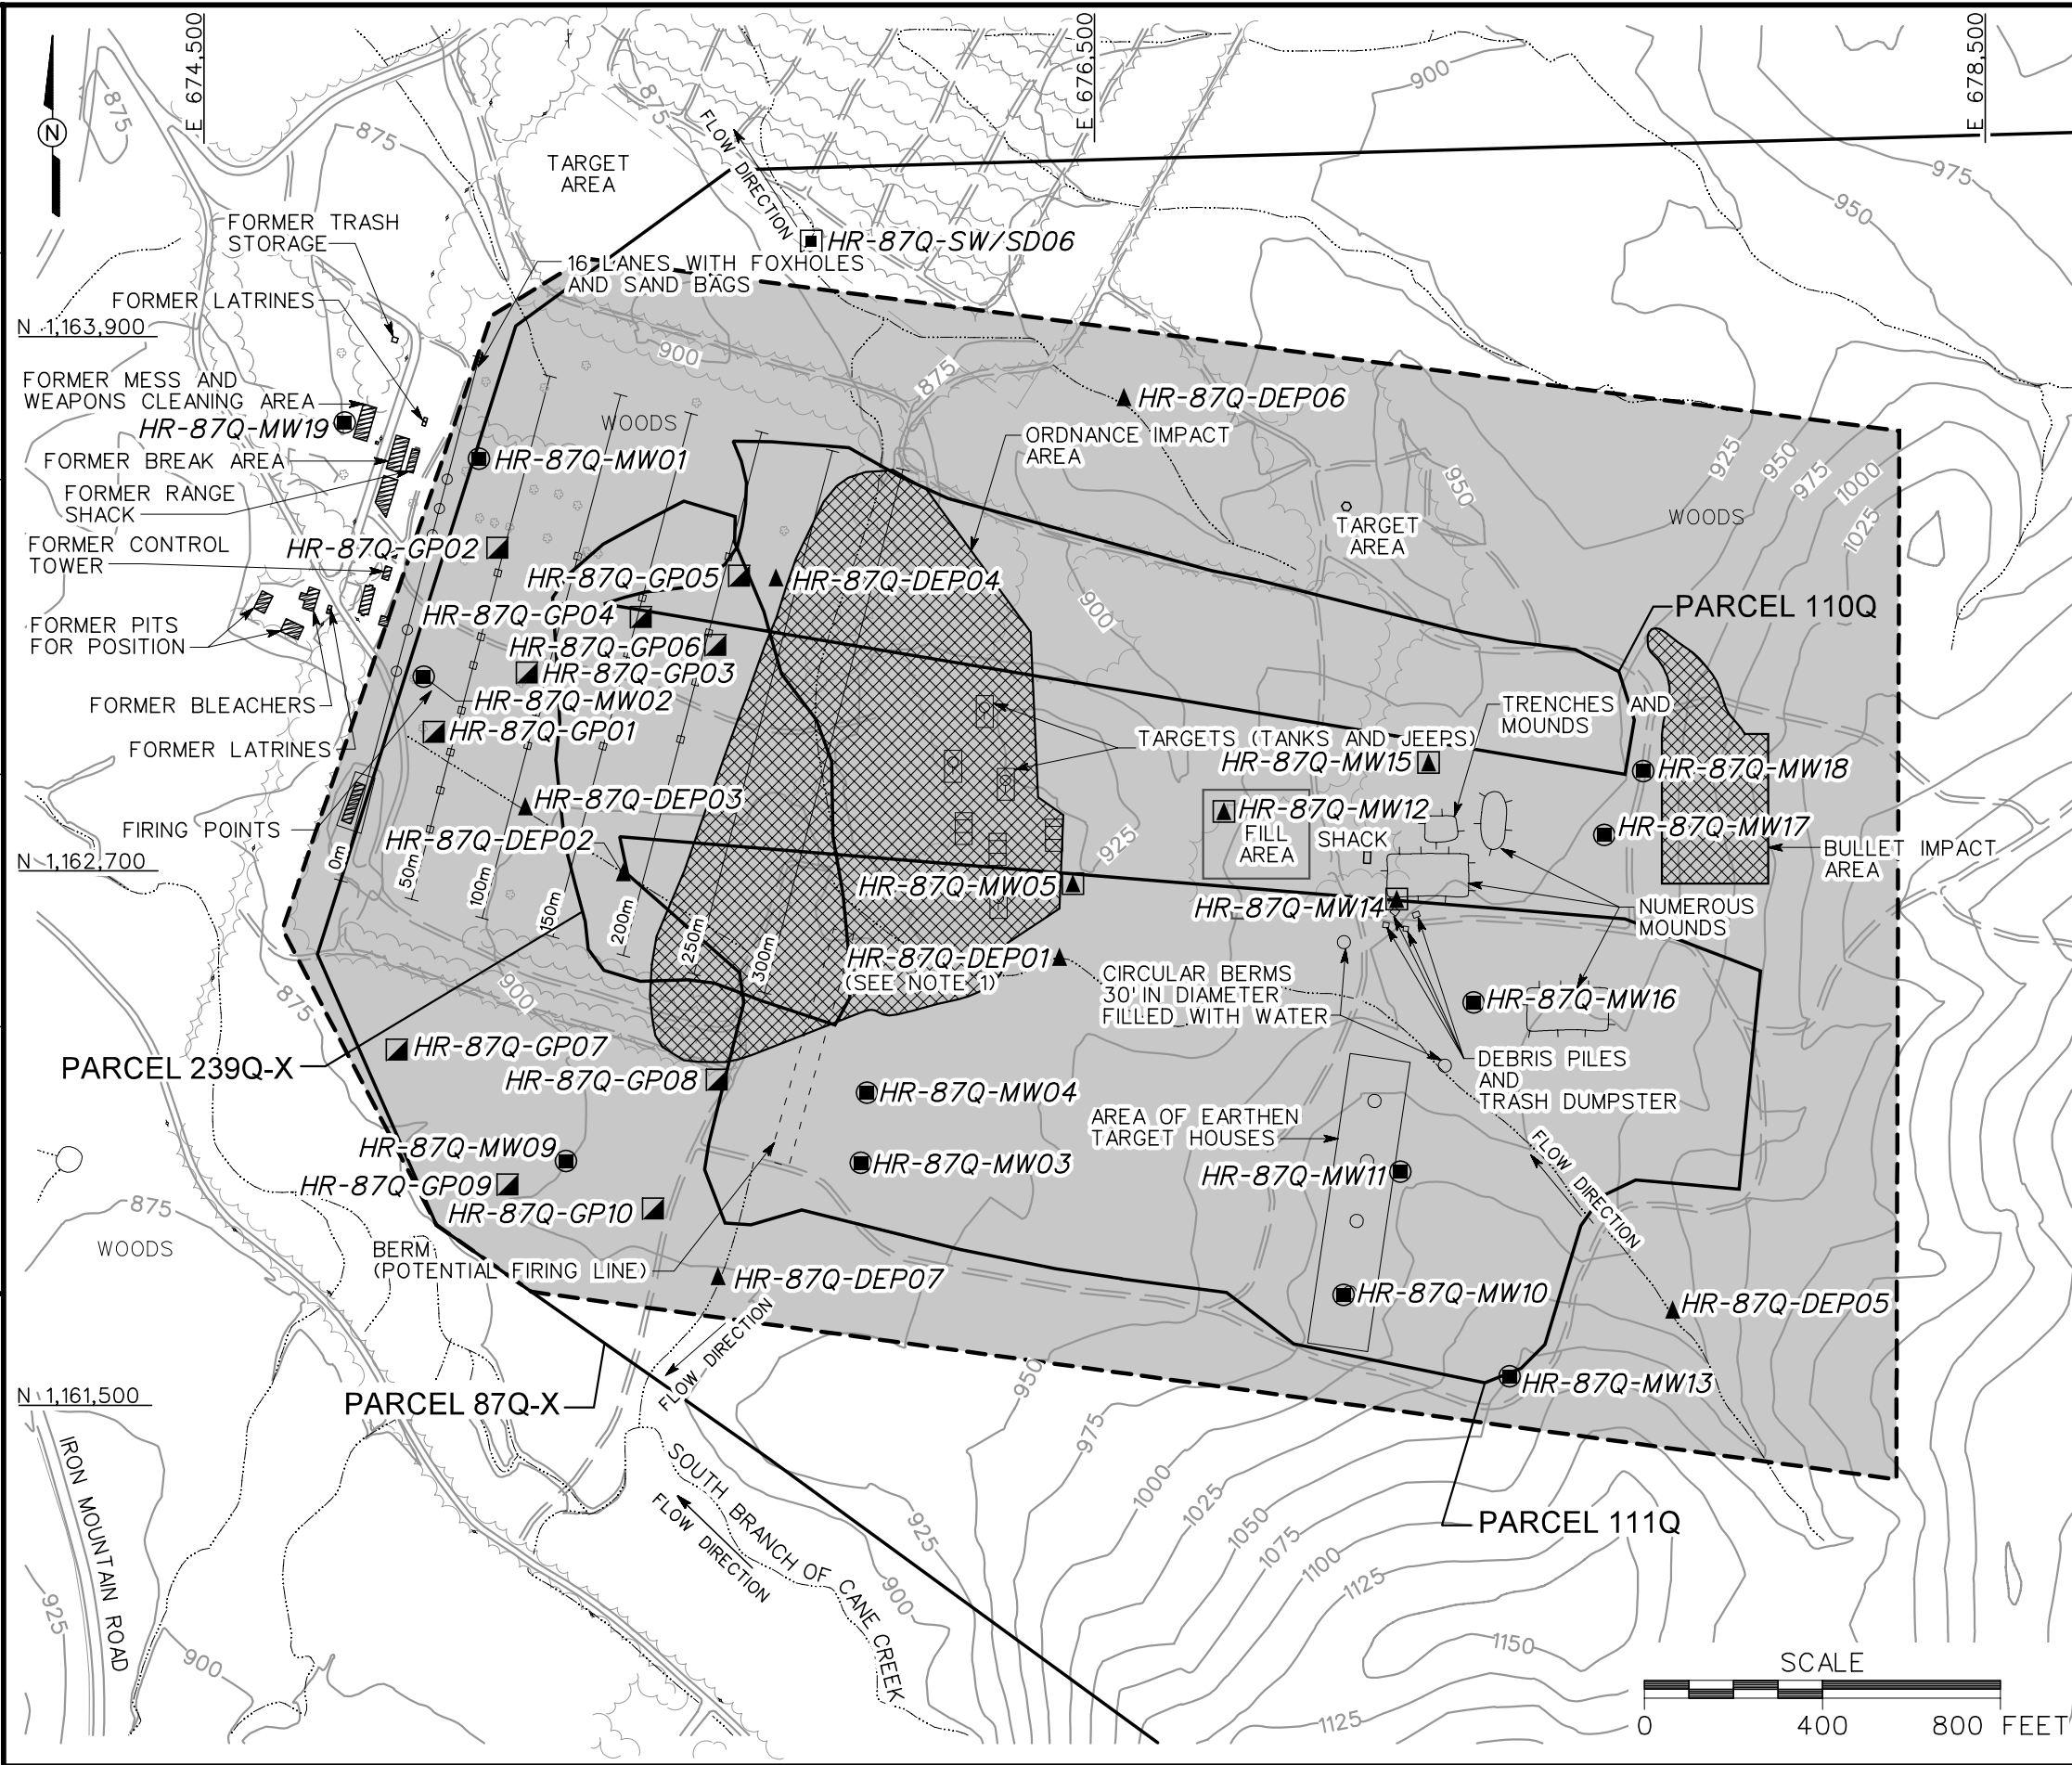 E 674,500
E 676,500
E 678,500
N
875
875
875
900
975
950
FLOW DIRECTION
TARGET
AREA
FORMER TRASH
STORAGE
HR-87Q-SW/SD06
16 LANES WITH FOXHOLES
AND SAND BAGS
FORMER LATRINES
N 1,163,900
900
875
FORMER MESS AND
WEAPONS CLEANING AREA
HR-87Q-MW19
WOODS
HR-87Q-DEP06
ORDNANCE IMPACT
AREA
925
950
975
1000
1025
950
FORMER BREAK AREA
HR-87Q-MW01
FORMER RANGE
SHACK
TARGET
AREA
WOODS
FORMER CONTROL
TOWER
HR-87Q-GP02
HR-87Q-GP05
HR-87Q-DEP04
HR-87Q-GP04
900
PARCEL 110Q
FORMER PITS
FOR POSITION
HR-87Q-GP06
HR-87Q-GP03
FORMER BLEACHERS
HR-87Q-MW02
TRENCHES AND
MOUNDS
HR-87Q-GP01
FORMER LATRINES
TARGETS (TANKS AND JEEPS)
HR-87Q-MW15
HR-87Q-MW18
HR-87Q-DEP03
HR-87Q-MW12
FILL
AREA
SHACK
FIRING POINTS
HR-87Q-DEP02
925
HR-87Q-MW17
BULLET IMPACT
AREA
N 1,162,700
0m
50m
100m
150m
200m
250m
300m
HR-87Q-MW05
HR-87Q-MW14
NUMEROUS
MOUNDS
HR-87Q-DEP01
(SEE NOTE 1)
CIRCULAR BERMS
30' IN DIAMETER
FILLED WITH WATER
HR-87Q-MW16
875
900
HR-87Q-GP07
PARCEL 239Q-X
HR-87Q-GP08
HR-87Q-MW04
DEBRIS PILES
AND
TRASH DUMPSTER
AREA OF EARTHEN
TARGET HOUSES
FLOW DIRECTION
HR-87Q-MW09
HR-87Q-MW03
HR-87Q-MW11
HR-87Q-GP09
HR-87Q-GP10
875
WOODS
BERM
(POTENTIAL FIRING LINE)
HR-87Q-DEP07
HR-87Q-MW10
HR-87Q-DEP05
FLOW DIRECTION
N 1,161,500
PARCEL 87Q-X
950
HR-87Q-MW13
975
1000
1025
1050
1075
1100
1125
PARCEL 111Q
IRON MOUNTAIN ROAD
SOUTH BRANCH OF CANE CREEK
FLOW
DIRECTION
925
900
925
900
1150
1125
SCALE
0 400 800 FEET